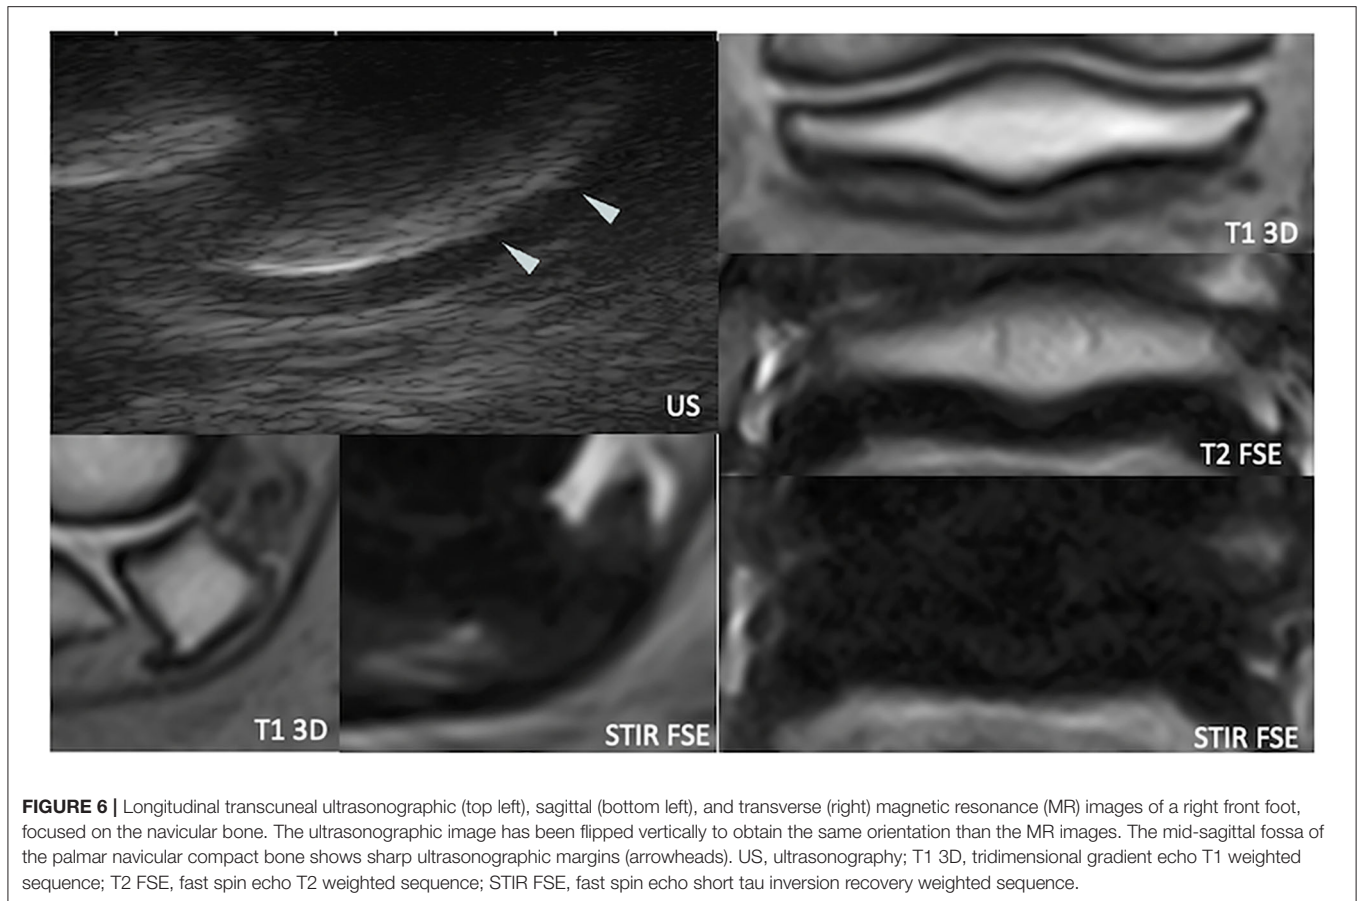 US
T1 3D
T2 FSE
T1 3D
STIR FSE
STIR FSE
FIGURE 6 | Longitudinal transcuneal ultrasonographic (top left), sagittal (bottom left), and transverse (right) magnetic resonance (MR) images of a right front foot,
focused on the navicular bone. The ultrasonographic image has been flipped vertically to obtain the same orientation than the MR images. The mid-sagittal fossa of
the palmar navicular compact bone shows sharp ultrasonographic margins (arrowheads). US, ultrasonography; T1 3D, tridimensional gradient echo T1 weighted
sequence; T2 FSE, fast spin echo T2 weighted sequence; STIR FSE, fast spin echo short tau inversion recovery weighted sequence.